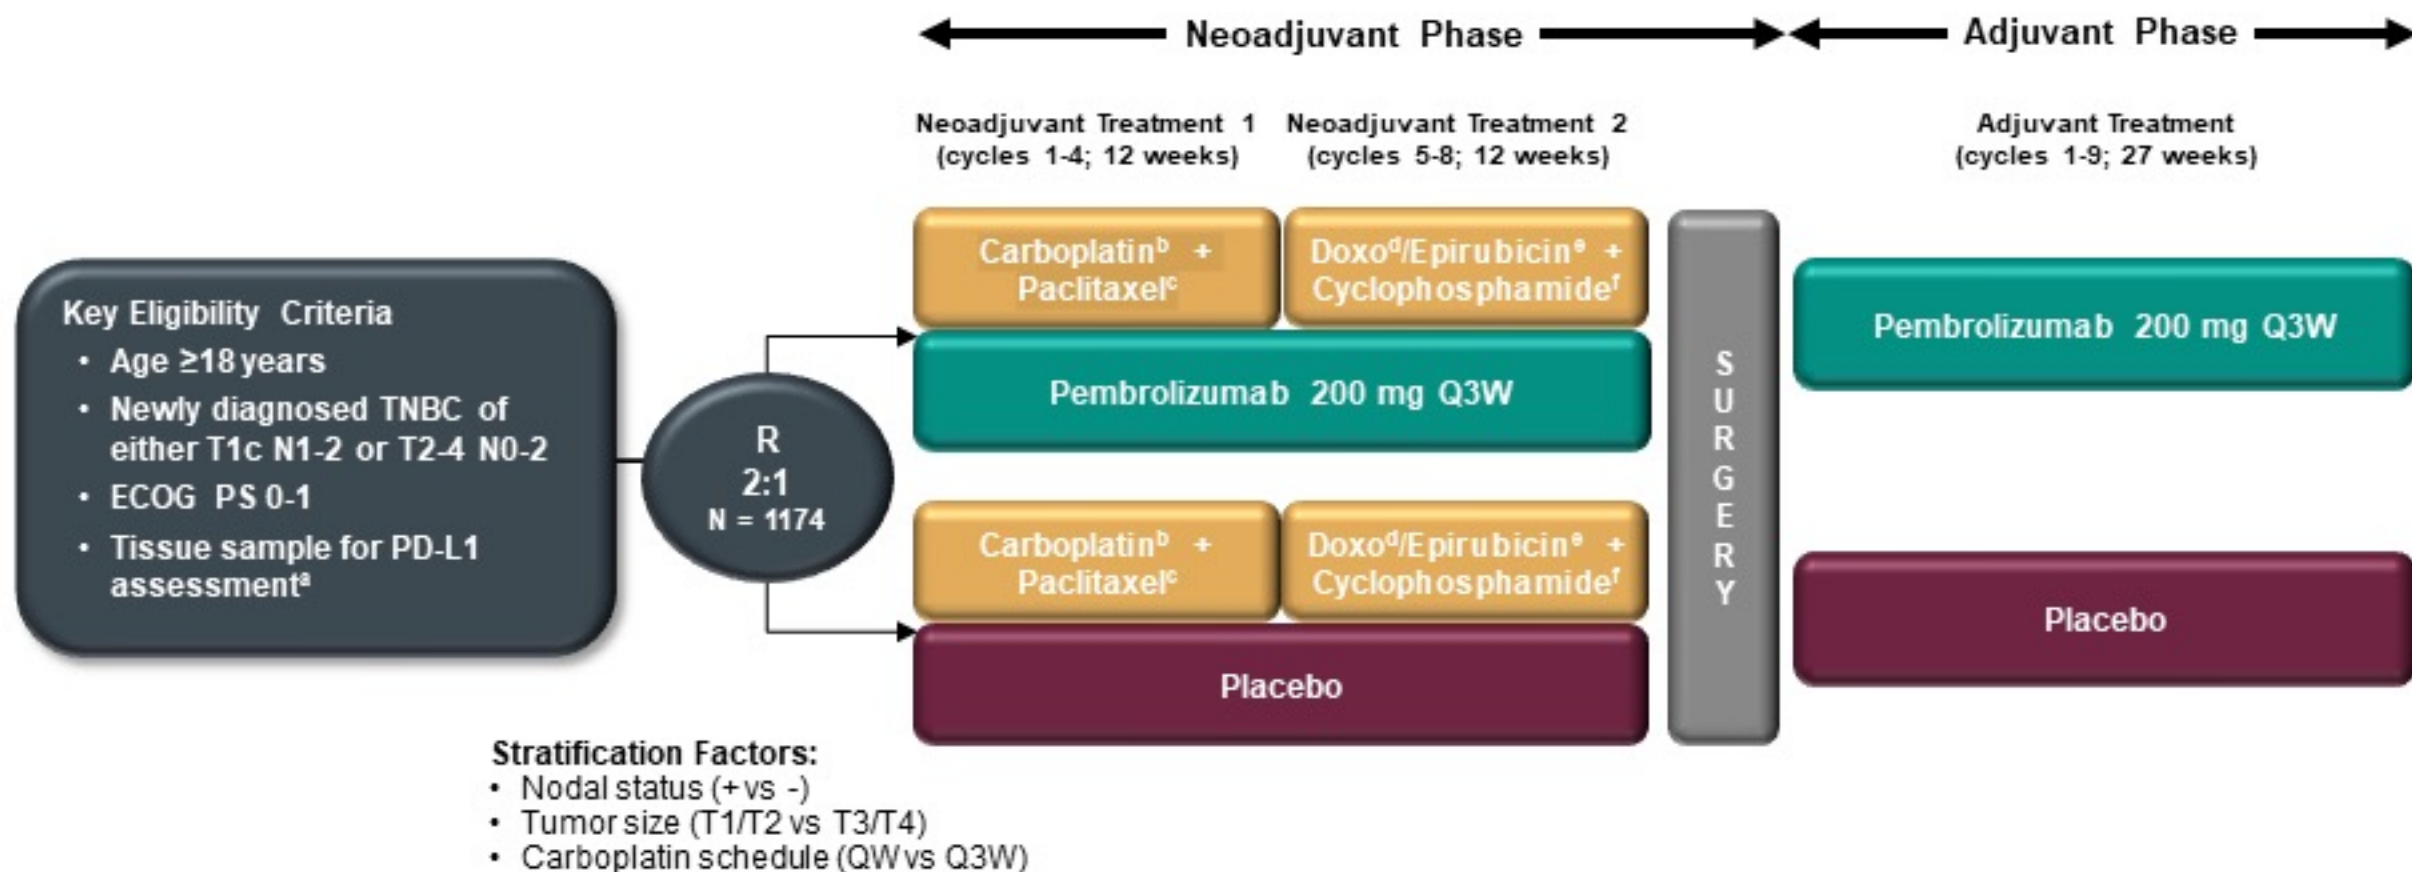 Neoadjuvant Phase
Adjuvant Phase
Neoadjuvant Treatment 1
(cycles 1-4; 12 weeks)
Neoadjuvant Treatment 2
(cycles 5-8; 12 weeks)
Adjuvant Treatment
(cycles 1-9; 27 weeks)
Key Eligibility Criteria
• Age ≥18 years
• Newly diagnosed TNBC of
either T1c N1-2 or T2-4 N0-2
• ECOG PS 0-1
• Tissue sample for PD-L1
assessmentᵃ
R
2:1
N = 1174
Carboplatinᵇ +
Paclitaxelᶜ
Doxoᵈ/Epirubicinᵉ +
Cyclophosphamideᶠ
Pembrolizumab 200 mg Q3W
Carboplatinᵇ +
Paclitaxelᶜ
Doxoᵈ/Epirubicinᵉ +
Cyclophosphamideᶠ
Placebo
SURGERY
Pembrolizumab 200 mg Q3W
Placebo
Stratification Factors:
• Nodal status (+ vs -)
• Tumor size (T1/T2 vs T3/T4)
• Carboplatin schedule (QW vs Q3W)